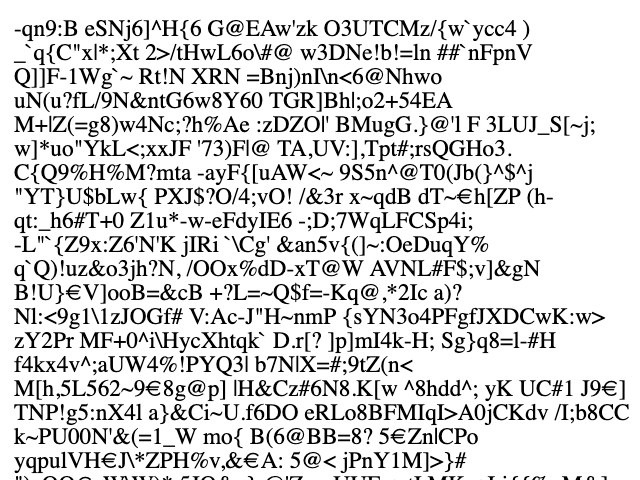 -qn9:B eSNj6]^H{6 G@EAw'zk O3UTCMz/{w`ycc4 )
_`q{C"x|*;Xt 2>/tHwL6o\#@ w3DNe!b!=ln ##`nFpnV
Q]]F-1Wg`~ Rt!N XRN =Bnj)nI\n<6@Nhwo
uN(u?fL/9N&ntG6w8Y60 TGR]Bh|;o2+54EA
M+|Z(=g8)w4Nc;?h%Ae :zDZO|' BMugG.}@'l F 3LUJ_S[~j;
w]*uo"YkL<;xxJF '73)F|@ TA,UV:],Tpt#;rsQGHo3.
C{Q9%H%M?mta -ayF{[uAW<~ 9S5n^@T0(Jb(}^$^j
"YT}U$bLw{ PXJ$?O/4;vO! /&3r x~qdB dT~€h[ZP (h-
qt:_h6#T+0 Z1u*-w-eFdyIE6 -;D;7WqLFCSp4i;
-L"`{Z9x:Z6'N'K jIRi `\Cg' &an5v{(]~:OeDuqY%
q`Q)!uz&o3jh?N, /OOx%dD-xT@W AVNL#F$;v]&gN
B!U}€V]ooB=&cB +?L=~Q$f=-Kq@,*2Ic a)?
Nl:<9g1\1zJOGf# V:Ac-J"H~nmP {sYN3o4PFgfJXDCwK:w>
zY2Pr MF+0^i\HycXhtqk` D.r[? ]p]mI4k-H; Sg}q8=l-#H
f4kx4v^;aUW4%!PYQ3| b7N|X=#;9tZ(n<
M[h,5L562~9€8g@p] |H&Cz#6N8.K[w ^8hdd^; yK UC#1 J9€]
TNP!g5:nX4l a}&Ci~U.f6DO eRLo8BFMIqI>A0jCKdv /I;b8CC
k~PU00N'&(=1_W mo{ B(6@BB=8? 5€Zn|CPo
yqpulVH€J\*ZPH%v,&€A: 5@< jPnY1M]>}#